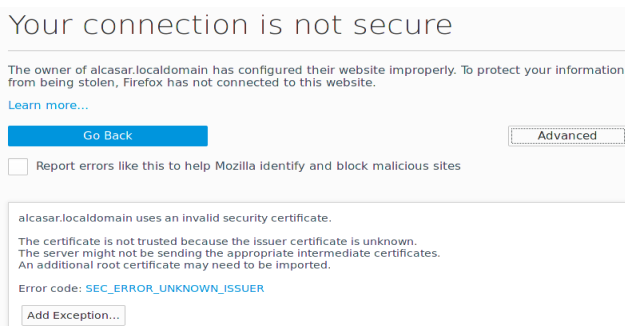 Your connection is not secure
The owner of alcasar.localdomain has configured their website improperly. To protect your information
from being stolen, Firefox has not connected to this website.
Learn more...
Go Back
Advanced
Report errors like this to help Mozilla identify and block malicious sites
alcasar.localdomain uses an invalid security certificate.
The certificate is not trusted because the issuer certificate is unknown.
The server might not be sending the appropriate intermediate certificates.
An additional root certificate may need to be imported.
Error code: SEC_ERROR_UNKNOWN_ISSUER
Add Exception...